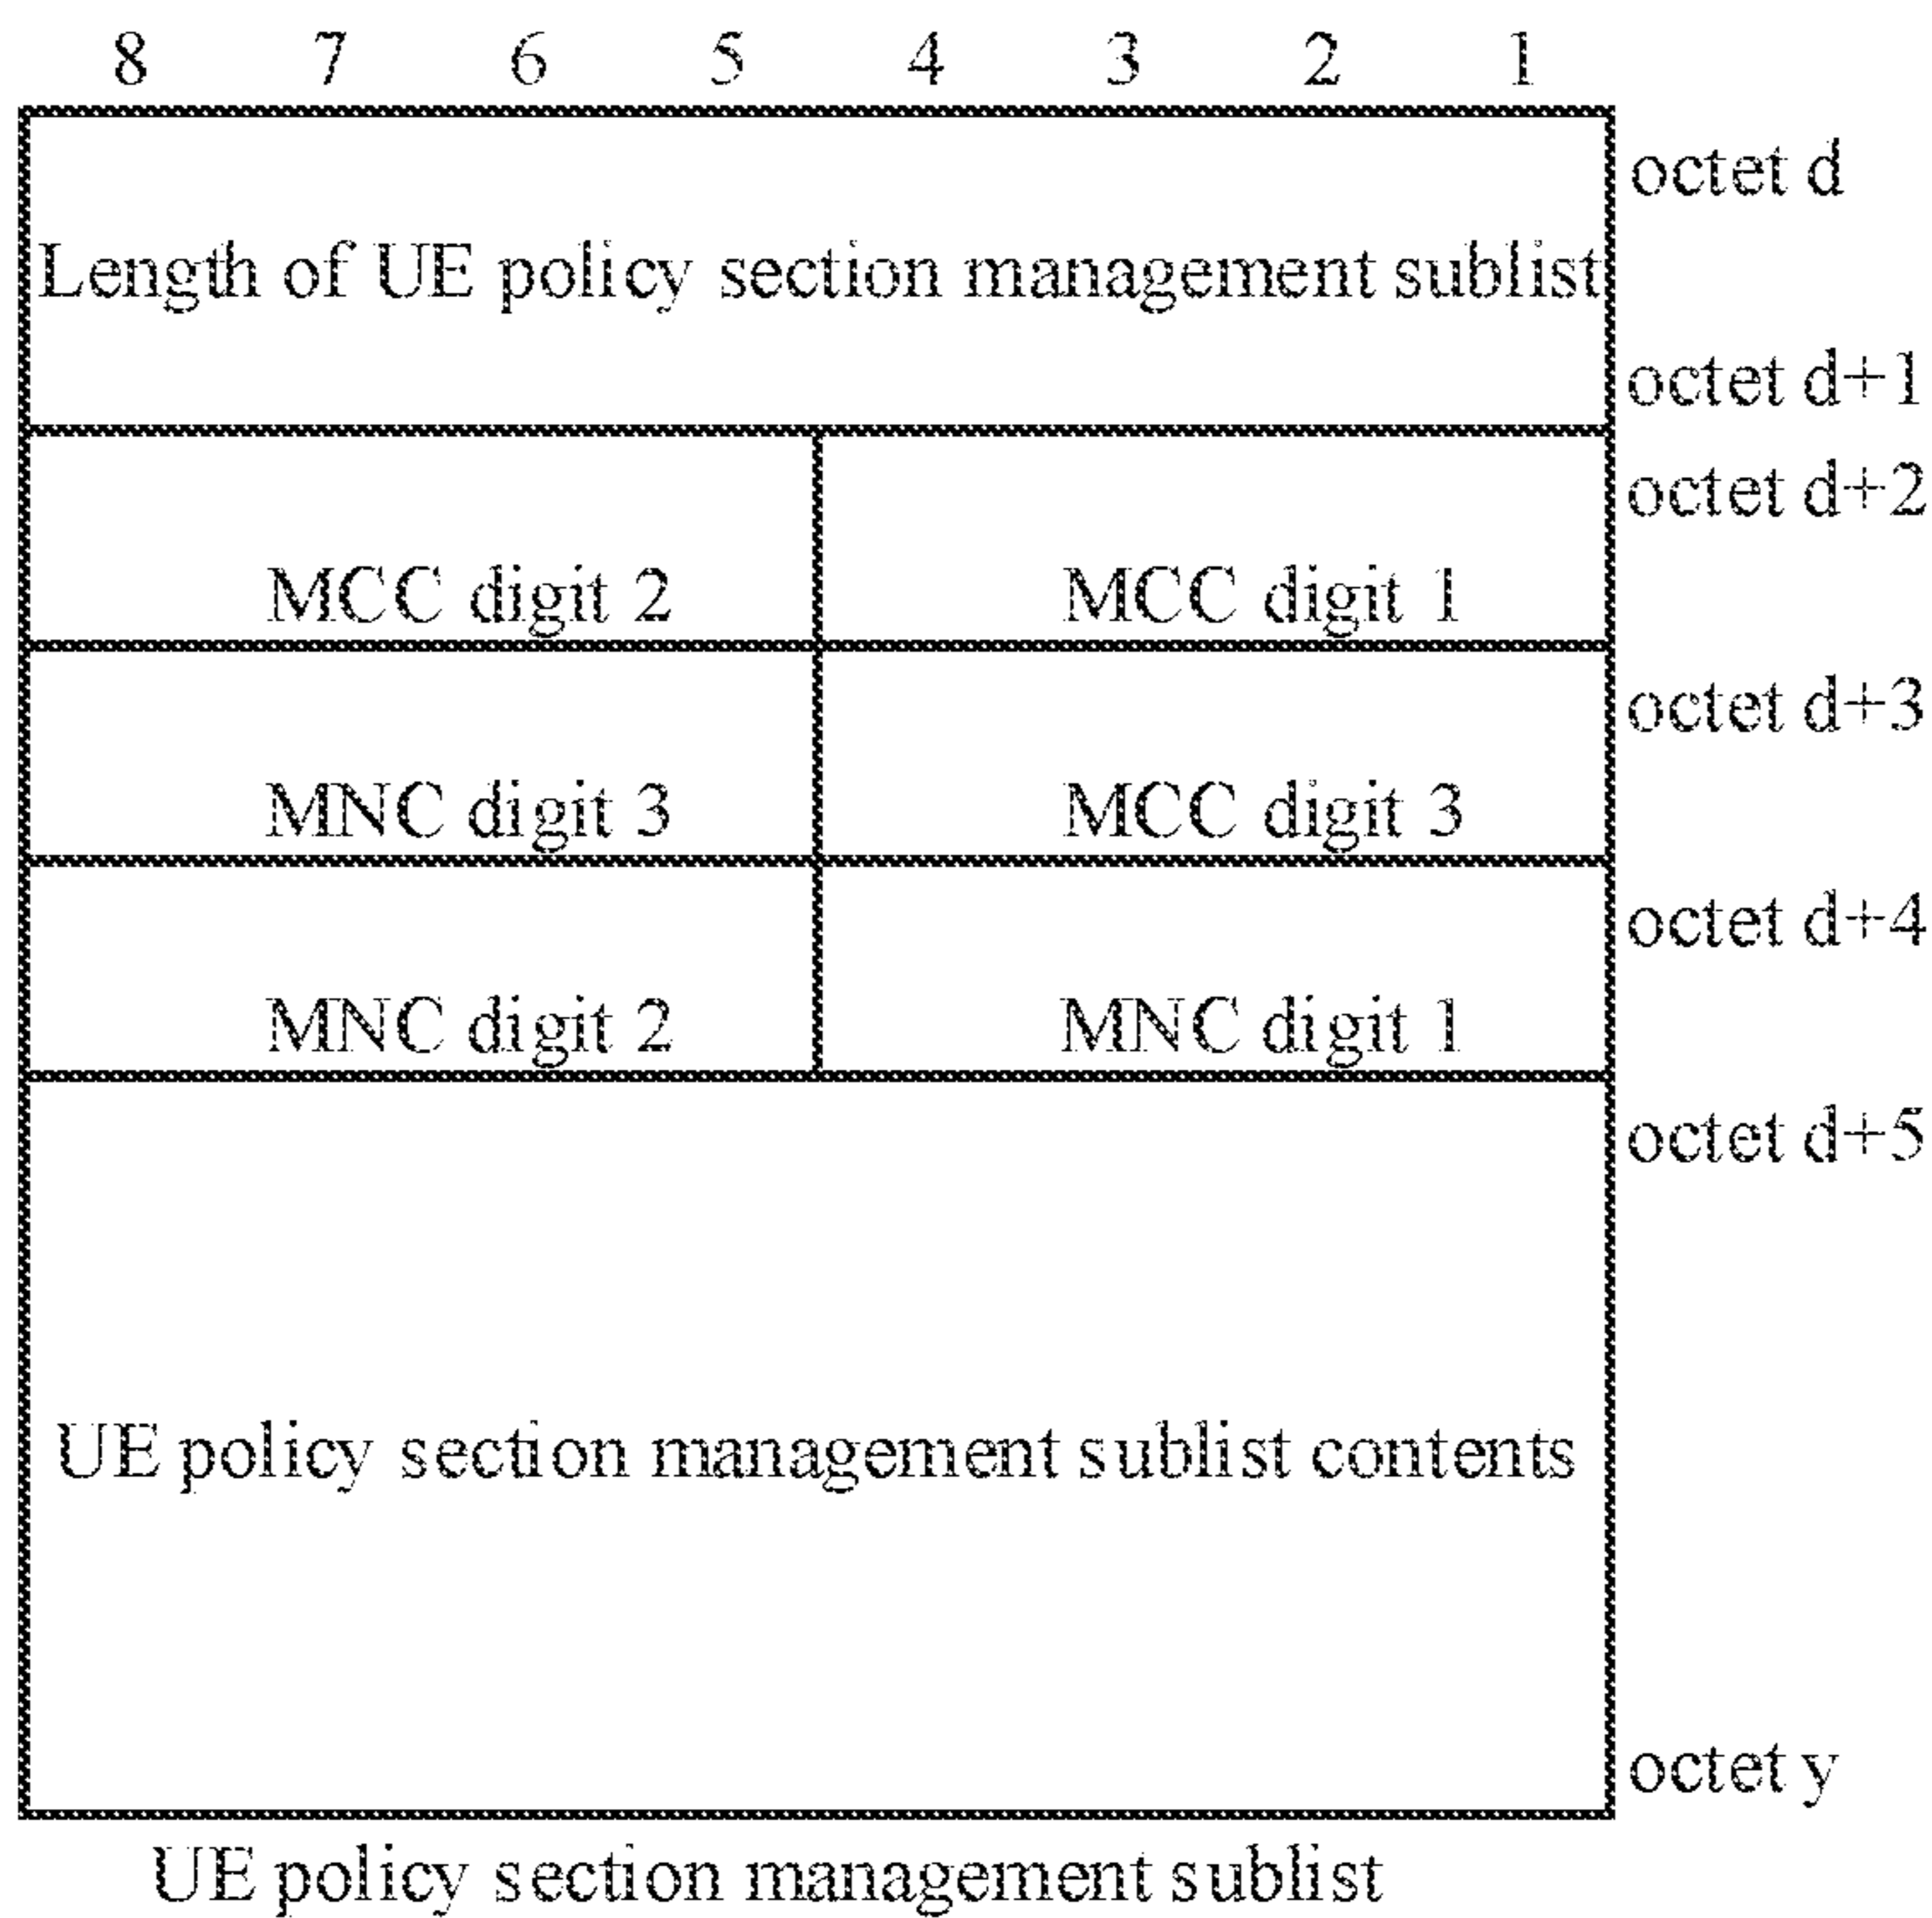 8 7 6 5 4 3 2 1
octet d
Length of UE policy section management sublist
octet d+1
octet d+2
MCC digit 2 MCC digit 1
octet d+3
MNC digit 3 MCC digit 3
octet d+4
MNC digit 2 MNC digit 1
octet d+5
UE policy section management sublist contents
octet y
UE policy section management sublist